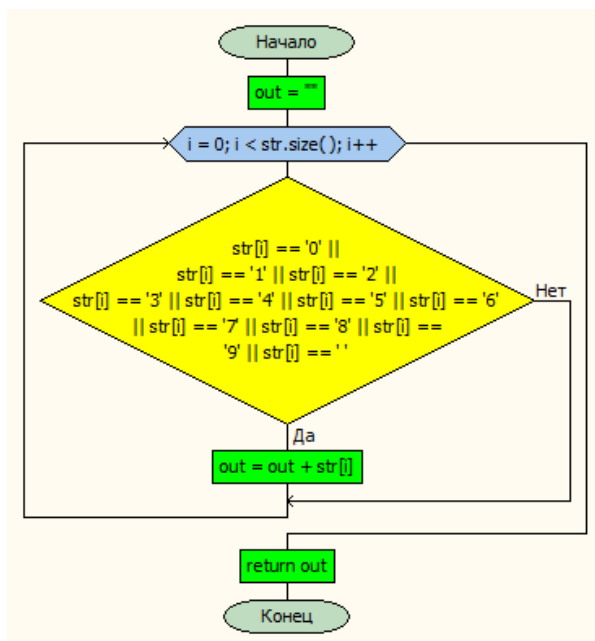 Начало
out = ""
i = 0; i < str.size( ); i++
str[i] == '0' ||
str[i] == '1' || str[i] == '2' ||
str[i] == '3' || str[i] == '4' || str[i] == '5' || str[i] == '6'
|| str[i] == '7' || str[i] == '8' || str[i] ==
'9' || str[i] == ' '
Нет
Да
out = out + str[i]
return out
Конец